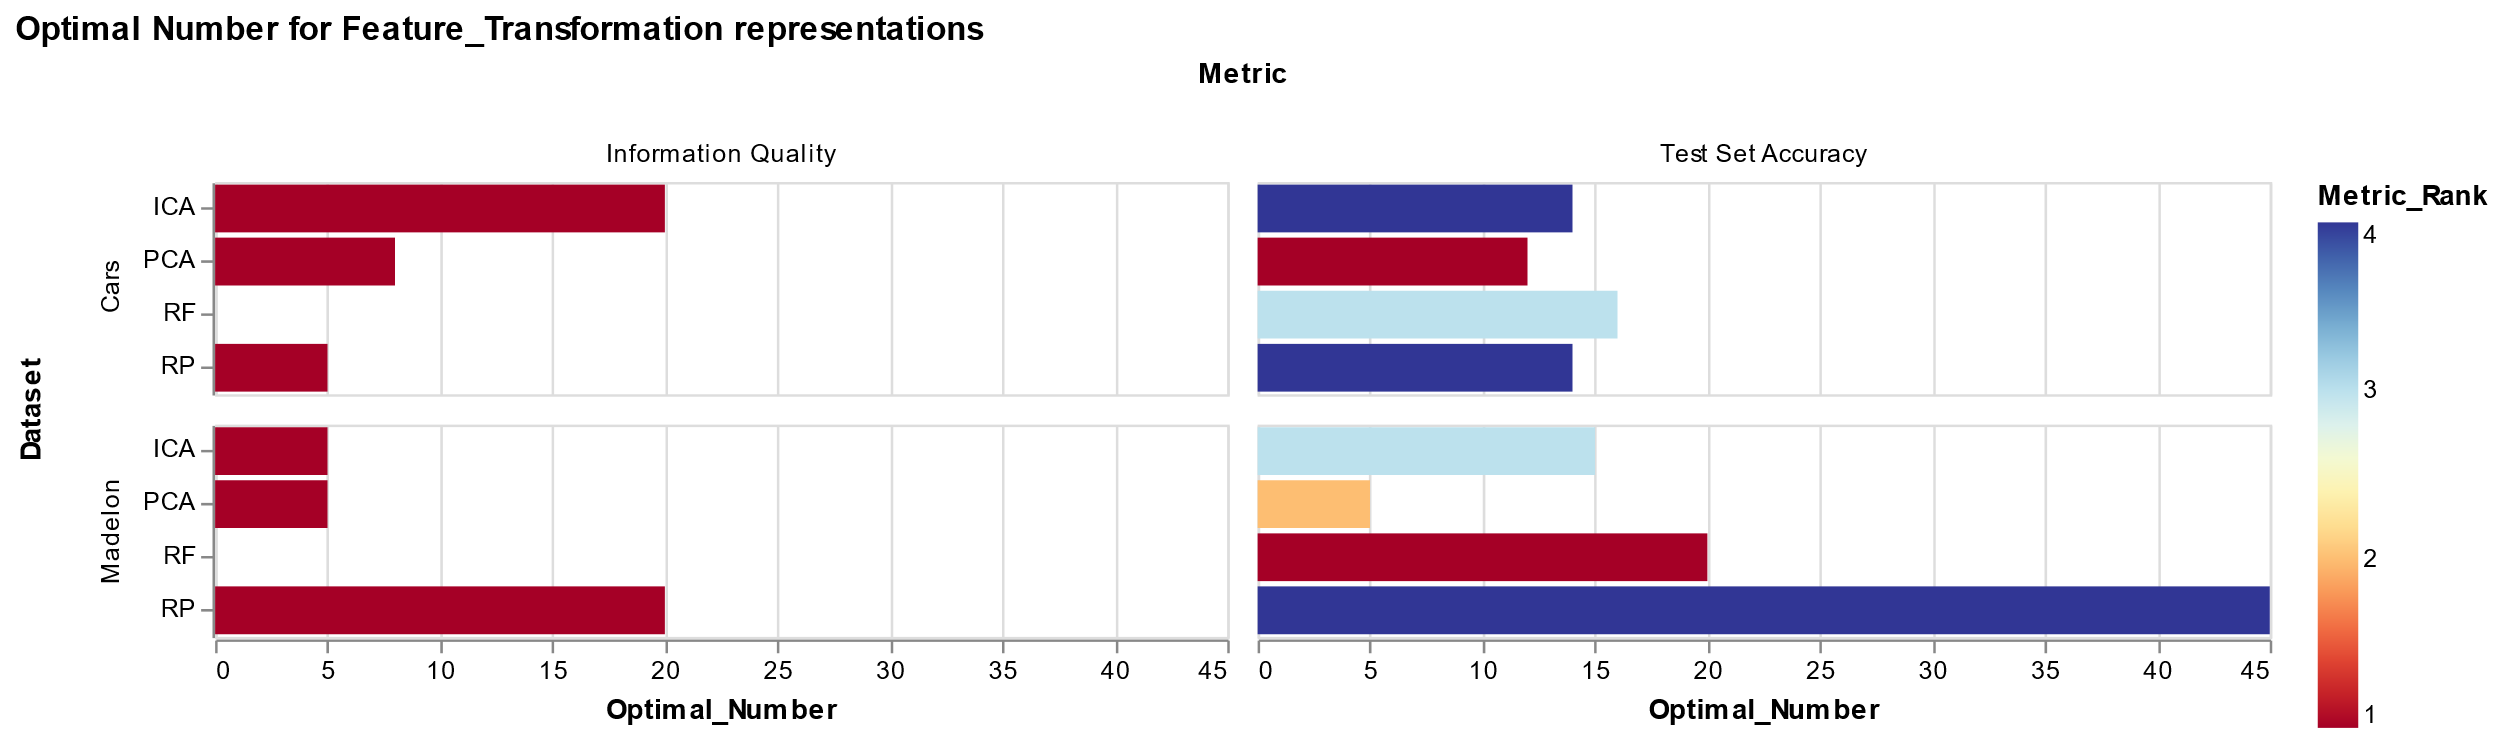 Optimal Number for Feature_Transformation representations
Metric
Information Quality
Test Set Accuracy
Metric_Rank
4
3
2
1
Dataset
Cars
ICA
PCA
RF
RP
Madelon
ICA
PCA
RF
RP
0 5 10 15 20 25 30 35 40 45
0 5 10 15 20 25 30 35 40 45
Optimal_Number
Optimal_Number